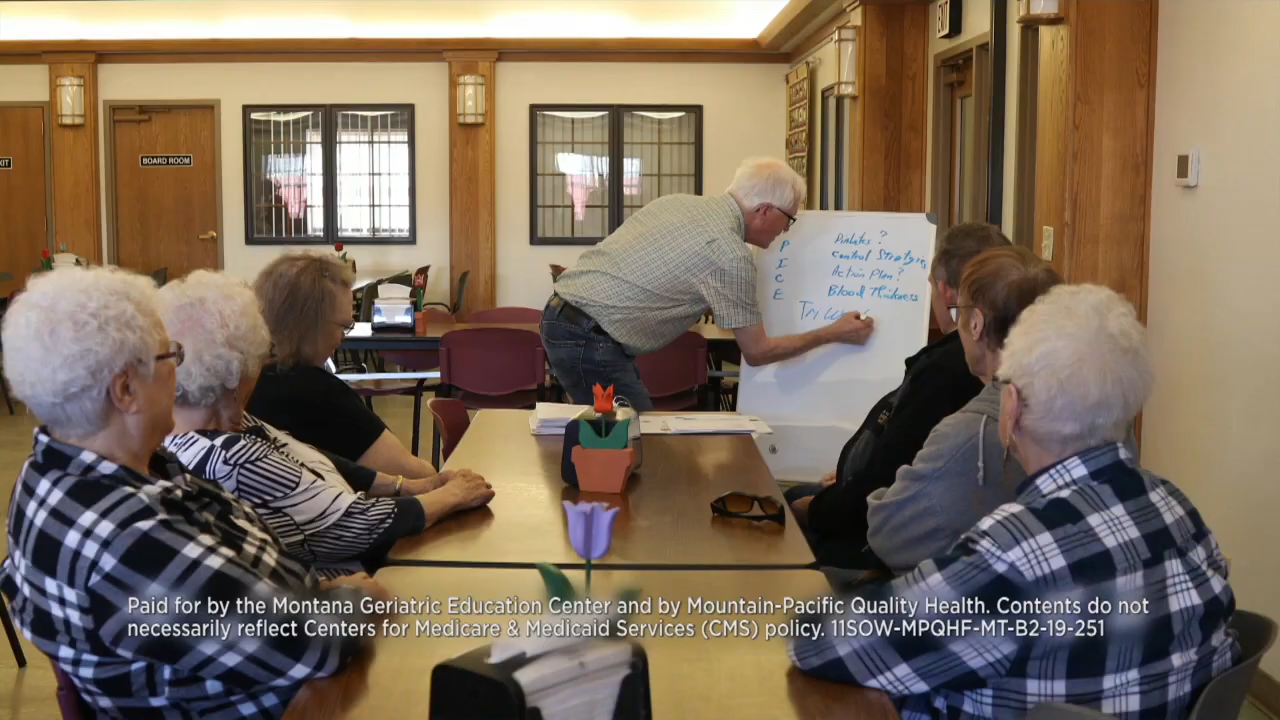 EXIT
BOARD ROOM
P Diabetes?
I Control Strategies
C Action Plan?
E Blood Thickness
Paid for by the Montana Geriatric Education Center and by Mountain-Pacific Quality Health. Contents do not
necessarily reflect Centers for Medicare & Medicaid Services (CMS) policy. 11SOW-MPQHF-MT-B2-19-251